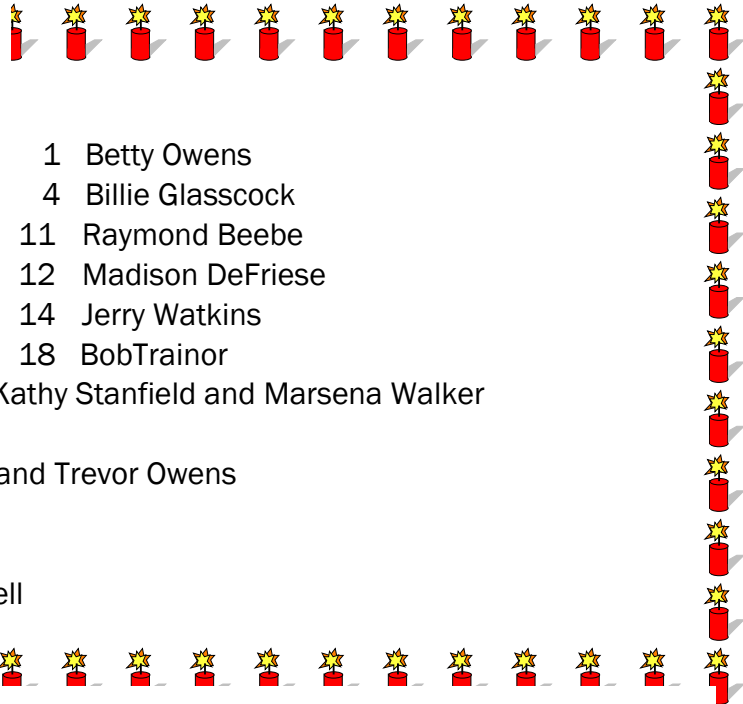 1 Betty Owens
4 Billie Glasscock
11 Raymond Beebe
12 Madison DeFriese
14 Jerry Watkins
18 BobTrainor
Kathy Stanfield and Marsena Walker
and Trevor Owens